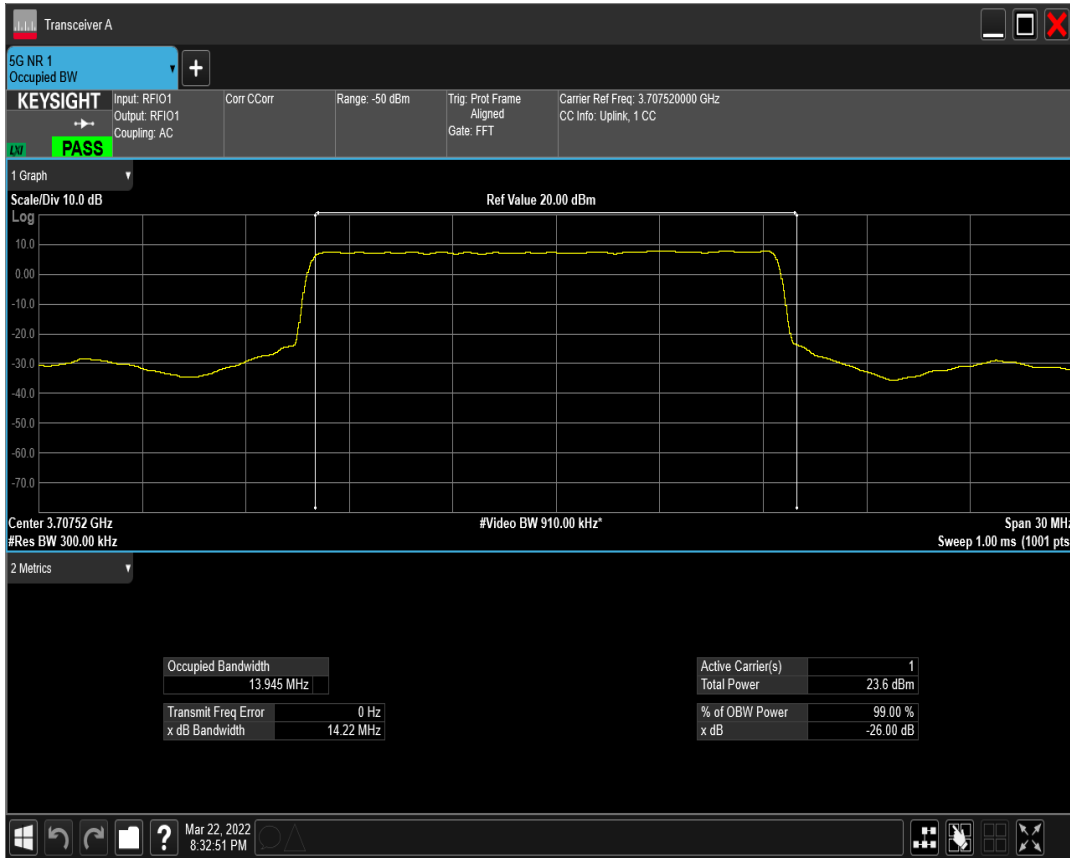 Transceiver A
5G NR 1
Occupied BW
+
KEYSIGHT
LXI
PASS
Input: RFIO1
Output: RFIO1
Coupling: AC
Corr CCorr
Range: -50 dBm
Trig: Prot Frame
Aligned
Gate: FFT
Carrier Ref Freq: 3.707520000 GHz
CC Info: Uplink, 1 CC
1 Graph
Scale/Div 10.0 dB
Ref Value 20.00 dBm
Log
10.0
0.00
-10.0
-20.0
-30.0
-40.0
-50.0
-60.0
-70.0
Center 3.70752 GHz
#Video BW 910.00 kHz*
Span 30 MHz
#Res BW 300.00 kHz
Sweep 1.00 ms (1001 pts
2 Metrics
Occupied Bandwidth
13.945 MHz
Transmit Freq Error 0 Hz
x dB Bandwidth 14.22 MHz
Active Carrier(s) 1
Total Power 23.6 dBm
% of OBW Power 99.00 %
x dB -26.00 dB
?
Mar 22, 2022
8:32:51 PM